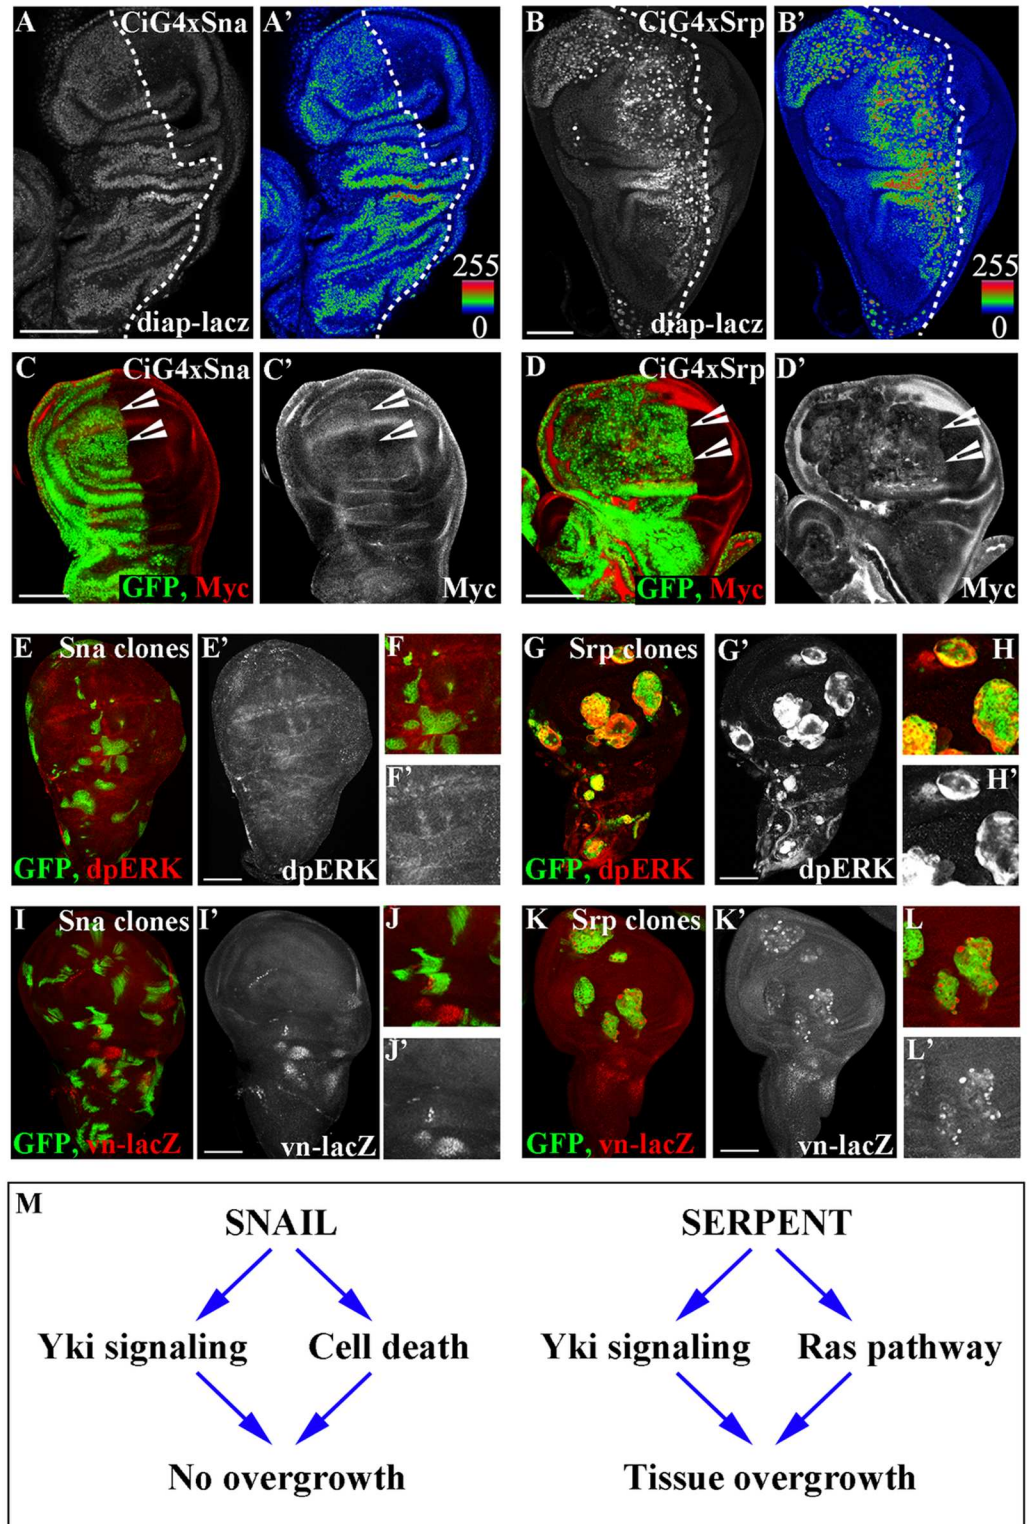 A CiG4xSna A’ B CiG4xSrp B’
255 255
diap-lacz 0 diap-lacz 0
C CiG4xSna C’ D CiG4xSrp D’
GFP, Myc Myc GFP, Myc Myc
E Sna clones E’ F G Srp clones G’ H
F’ H’
GFP, dpERK dpERK GFP, dpERK dpERK
I Sna clones I’ J K Srp clones K’ L
J’ L’
GFP, vn-lacZ vn-lacZ GFP, vn-lacZ vn-lacZ
M
SNAIL SERPENT
Yki signaling Cell death Yki signaling Ras pathway
No overgrowth Tissue overgrowth